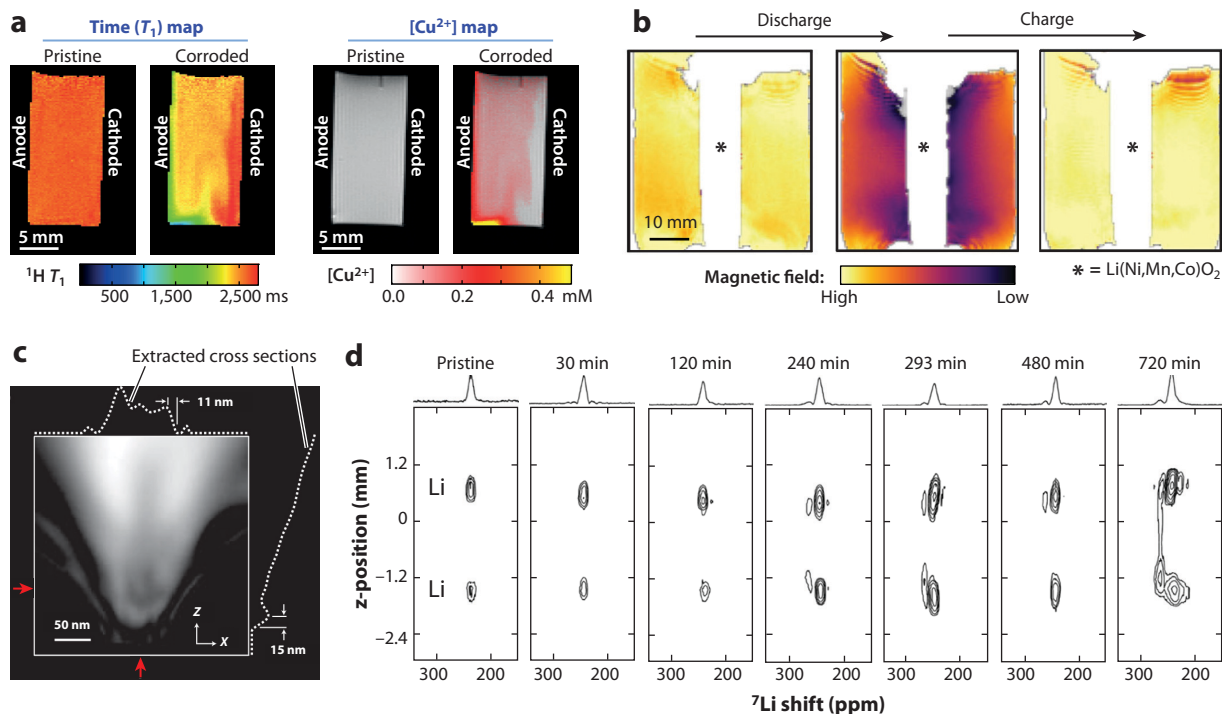 a
Time (T1) map
[Cu2+] map
Pristine
Corroded
Pristine
Corroded
Anode
Cathode
Anode
Cathode
Anode
Cathode
Anode
Cathode
5 mm
5 mm
1H T1
500
1,500
2,500 ms
[Cu2+]
0.0
0.2
0.4
mM
b
Discharge
Charge
*
*
*
10 mm
Magnetic field:
High
Low
* = Li(Ni,Mn,Co)O2
c
Extracted cross sections
11 nm
50 nm
Z
X
15 nm
d
Pristine
30 min
120 min
240 min
293 min
480 min
720 min
z-position (mm)
1.2
0
−1.2
−2.4
Li
Li
300 200
300 200
300 200
300 200
300 200
300 200
300 200
7Li shift (ppm)